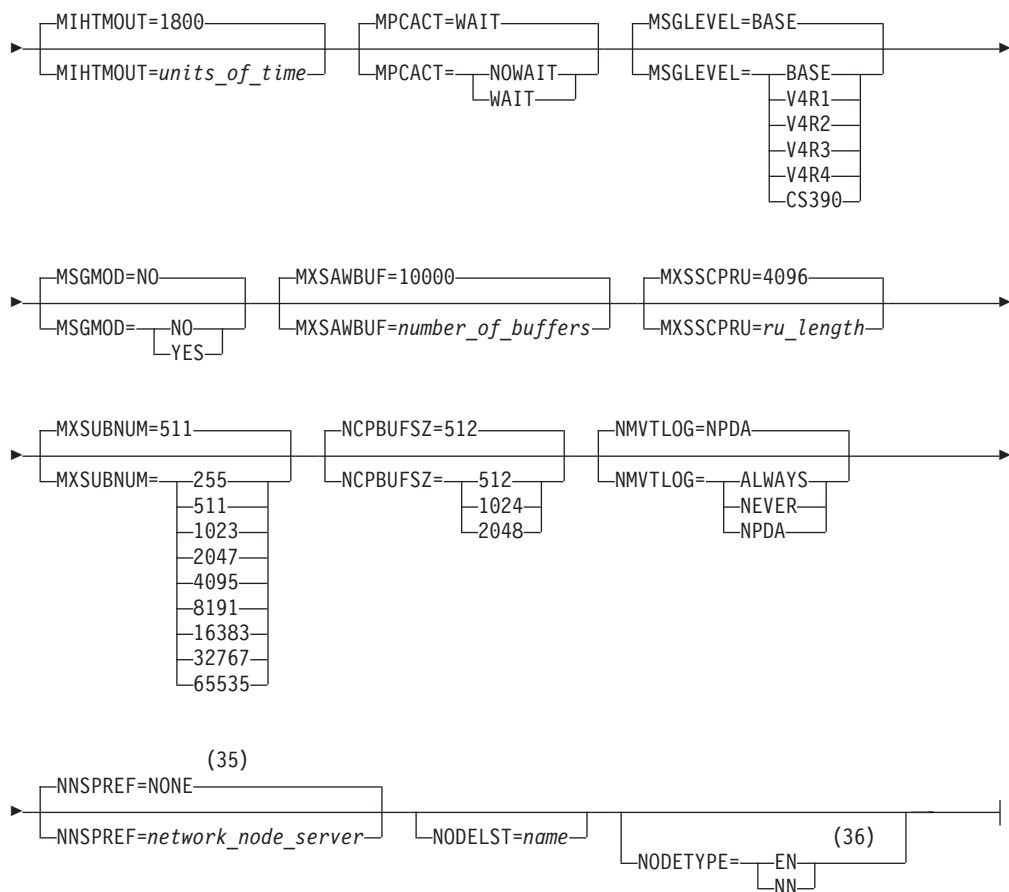 MIHTMOUT=1800 MPCACT=WAIT MSGLEVEL=BASE
MIHTMOUT=units_of_time MPCACT= NOWAIT MSGLEVEL= BASE
WAIT V4R1
V4R2
V4R3
V4R4
CS390
MSGMOD=NO MXSAWBUF=10000 MXSSCPRU=4096
MSGMOD= NO MXSAWBUF=number_of_buffers MXSSCPRU=ru_length
YES
MXSUBNUM=511 NCPBUFSZ=512 NMVTLOG=NPDA
MXSUBNUM= 255 NCPBUFSZ= 512 NMVTLOG= ALWAYS
511 1024 NEVER
1023 2048 NPDA
2047
4095
8191
16383
32767
65535
(35)
NNSPREF=NONE
NNSPREF=network_node_server NODELST=name (36)
NODETYPE= EN
NN